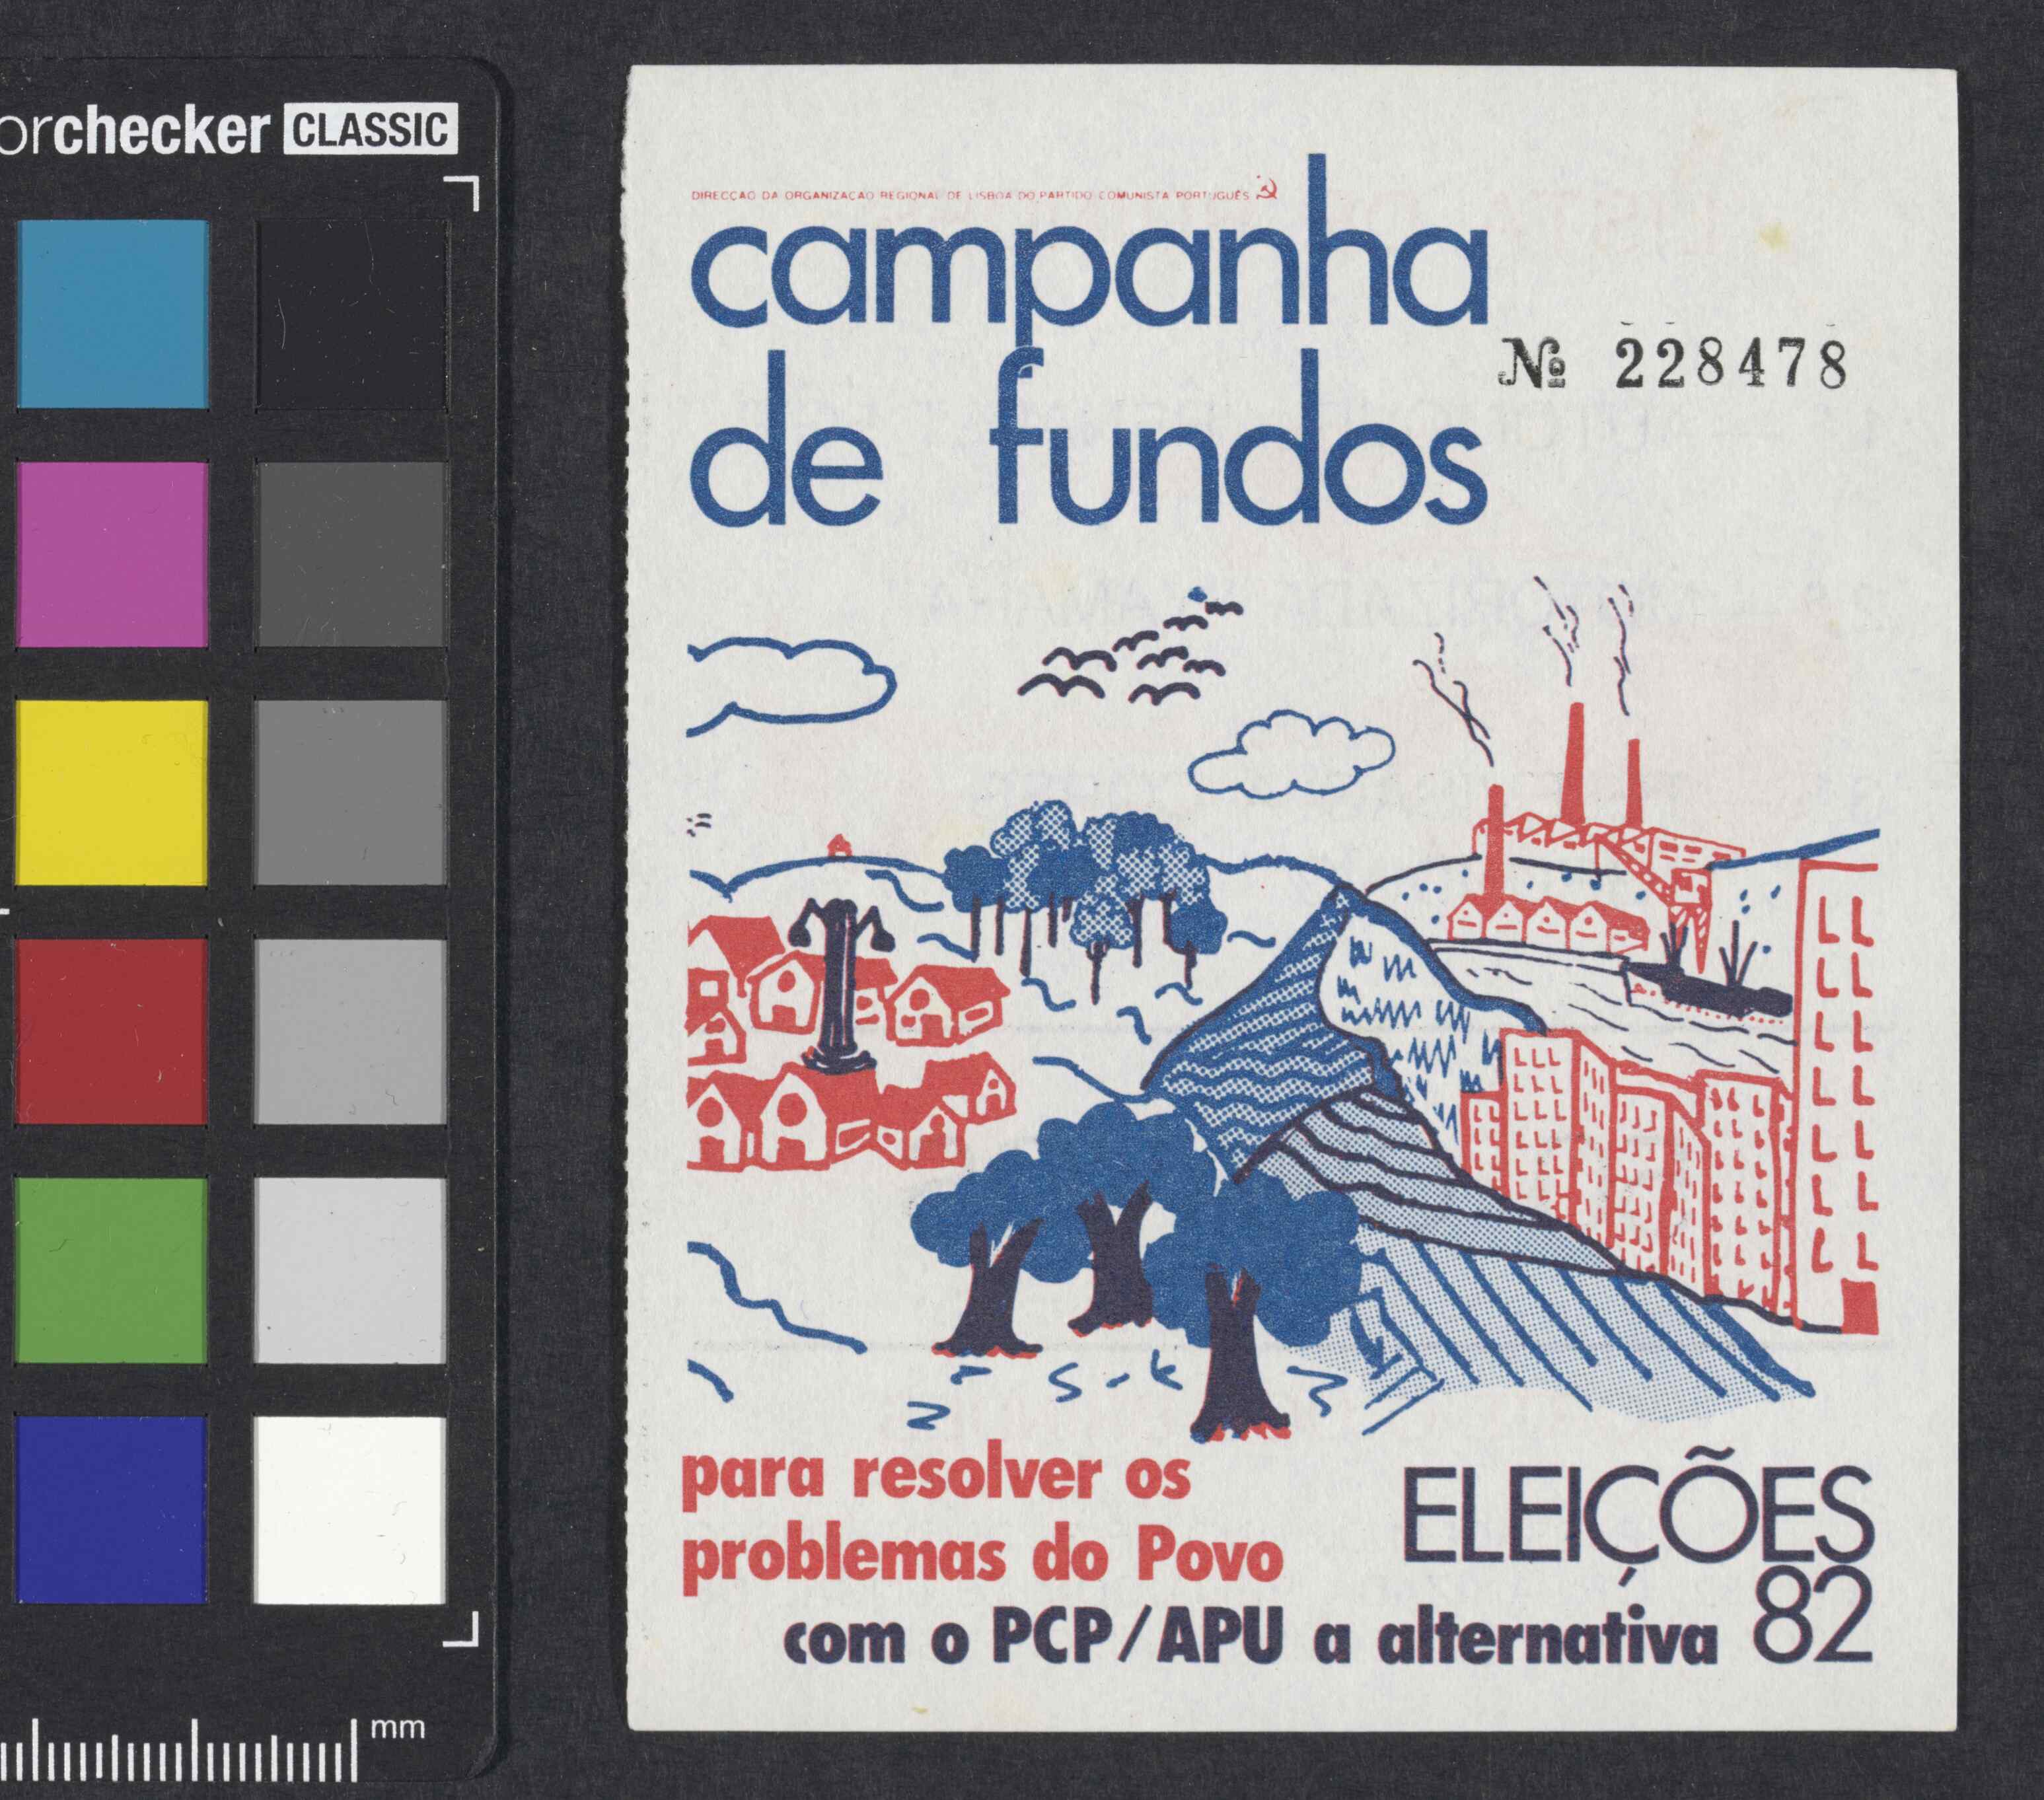 orchecker CLASSIC
DIRECÇÃO DA ORGANIZAÇÃO REGIONAL DE LISBOA DO PARTIDO COMUNISTA PORTUGUÊS
campanha
de fundos
№ 228478
para resolver os
problemas do Povo
com o PCP/APU a alternativa
ELEIÇÕES
82
mm